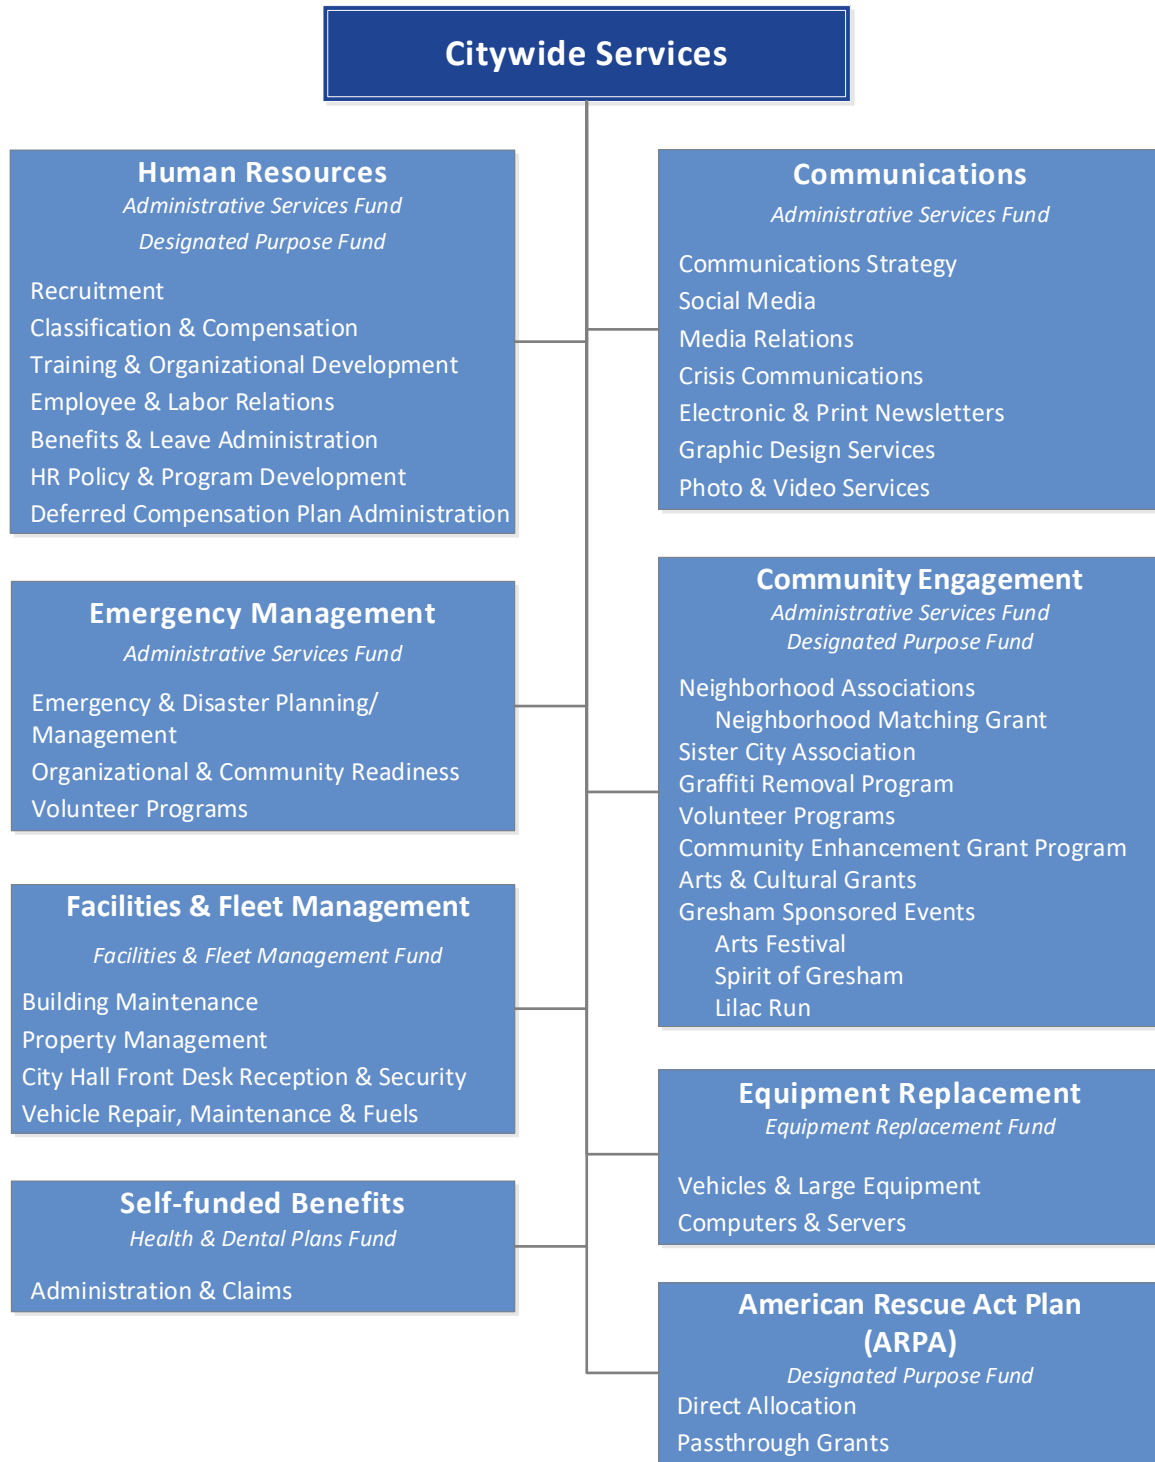 Citywide Services
Human Resources
Administrative Services Fund
Designated Purpose Fund
Recruitment
Classification & Compensation
Training & Organizational Development
Employee & Labor Relations
Benefits & Leave Administration
HR Policy & Program Development
Deferred Compensation Plan Administration
Communications
Administrative Services Fund
Communications Strategy
Social Media
Media Relations
Crisis Communications
Electronic & Print Newsletters
Graphic Design Services
Photo & Video Services
Emergency Management
Administrative Services Fund
Emergency & Disaster Planning/
Management
Organizational & Community Readiness
Volunteer Programs
Community Engagement
Administrative Services Fund
Designated Purpose Fund
Neighborhood Associations
Neighborhood Matching Grant
Sister City Association
Graffiti Removal Program
Volunteer Programs
Community Enhancement Grant Program
Arts & Cultural Grants
Gresham Sponsored Events
Arts Festival
Spirit of Gresham
Lilac Run
Facilities & Fleet Management
Facilities & Fleet Management Fund
Building Maintenance
Property Management
City Hall Front Desk Reception & Security
Vehicle Repair, Maintenance & Fuels
Equipment Replacement
Equipment Replacement Fund
Vehicles & Large Equipment
Computers & Servers
Self-funded Benefits
Health & Dental Plans Fund
Administration & Claims
American Rescue Act Plan
(ARPA)
Designated Purpose Fund
Direct Allocation
Passthrough Grants